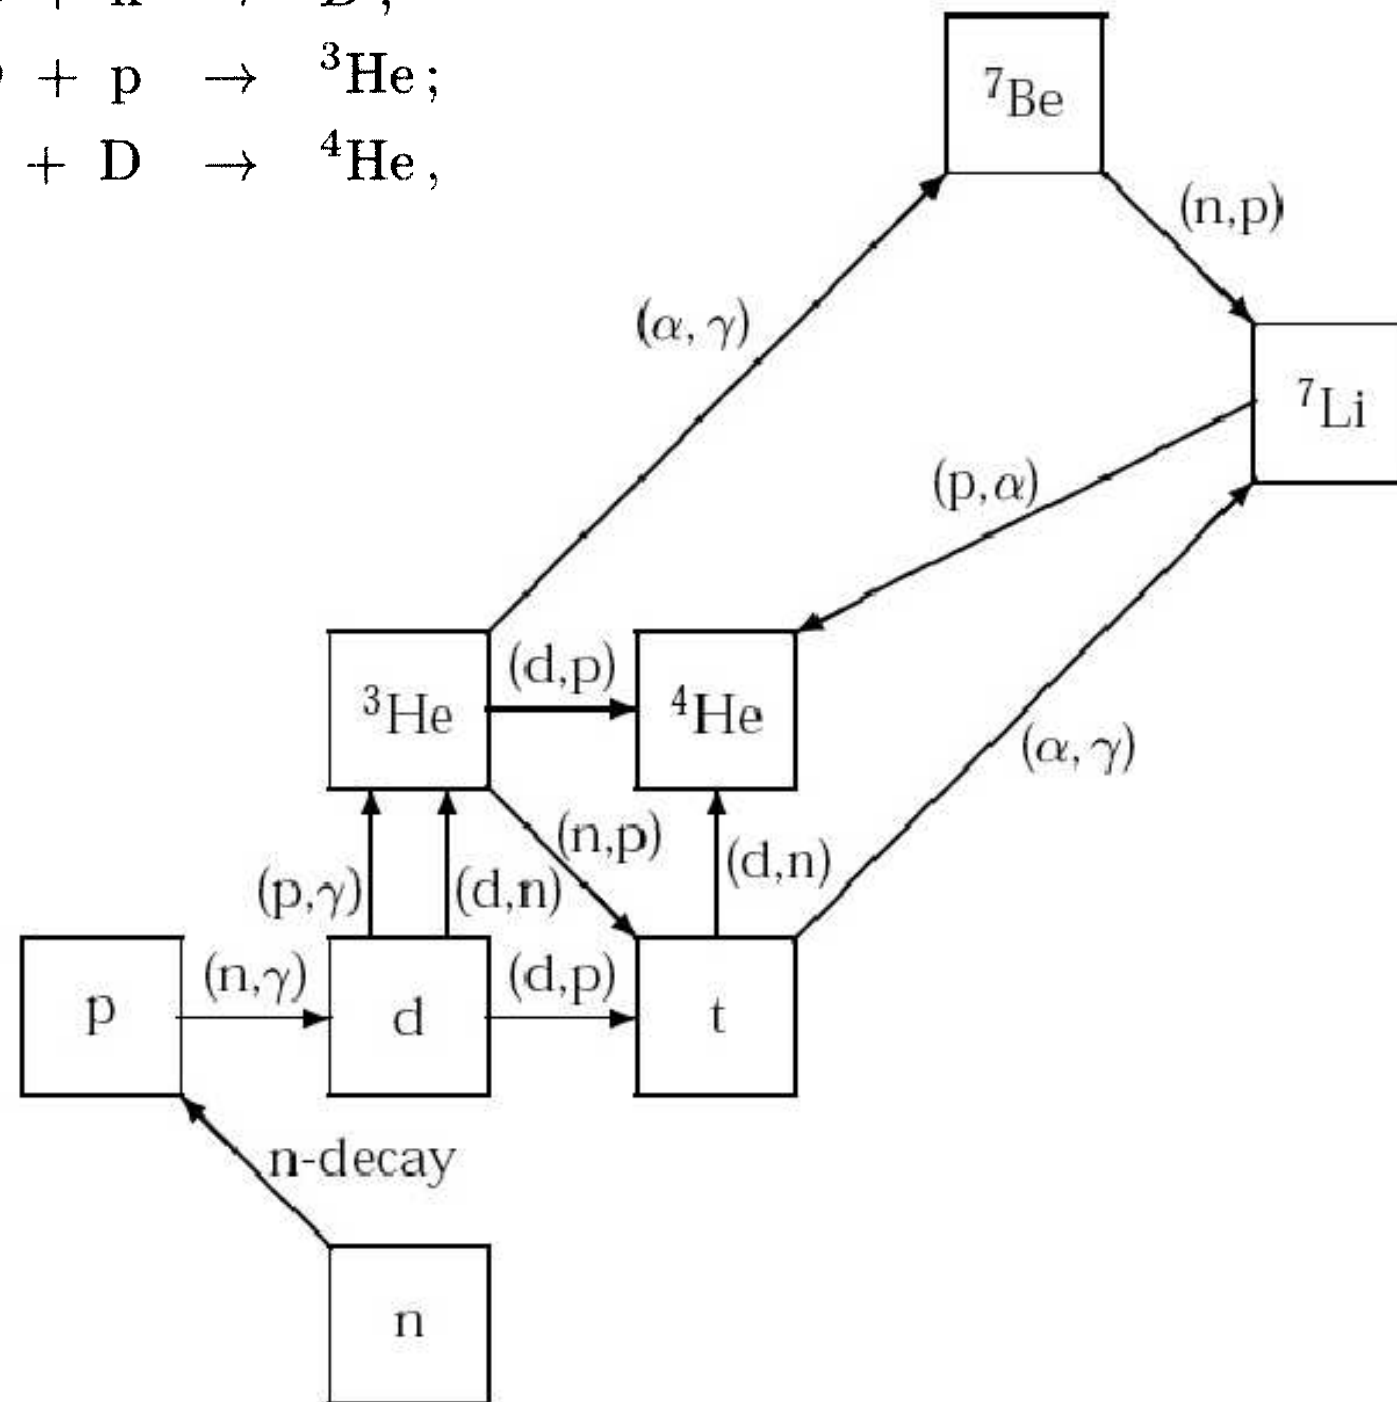 + n → D ;
+ p → ³He ;
+ D → ⁴He ,
⁷Be
(n,p)
(α, γ)
⁷Li
(p,α)
³He
(d,p)
⁴He
(α, γ)
(n,p)
(p,γ)
(d,n)
(d,n)
p
(n,γ)
d
(d,p)
t
n-decay
n